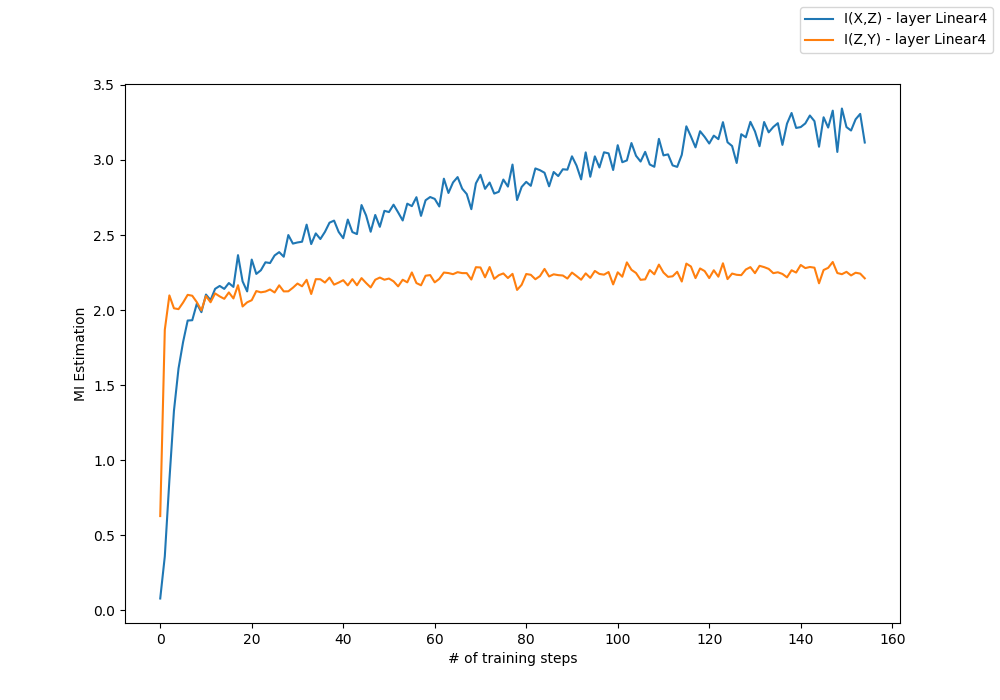 I(X,Z) - layer Linear4
I(Z,Y) - layer Linear4
3.5
3.0
2.5
2.0
1.5
1.0
0.5
0.0
MI Estimation
0 20 40 60 80 100 120 140 160
# of training steps